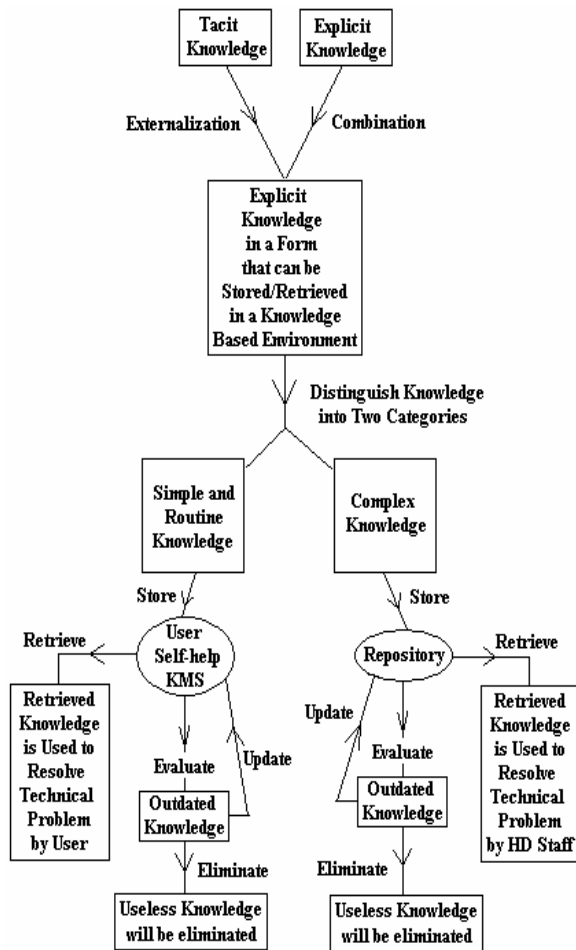 Tacit
Knowledge
Explicit
Knowledge
Externalization
Combination
Explicit
Knowledge
in a Form
that can be
Stored/Retrieved
in a Knowledge
Based Environment
Distinguish Knowledge
into Two Categories
Simple and
Routine
Knowledge
Complex
Knowledge
Store
Store
User
Self-help
KMS
Repository
Retrieve
Retrieve
Retrieved
Knowledge
is Used to
Resolve
Technical
Problem
by User
Evaluate
Update
Outdated
Knowledge
Eliminate
Useless Knowledge
will be eliminated
Update
Evaluate
Outdated
Knowledge
Eliminate
Useless Knowledge
will be eliminated
Retrieved
Knowledge
is Used to
Resolve
Technical
Problem
by HD Staff